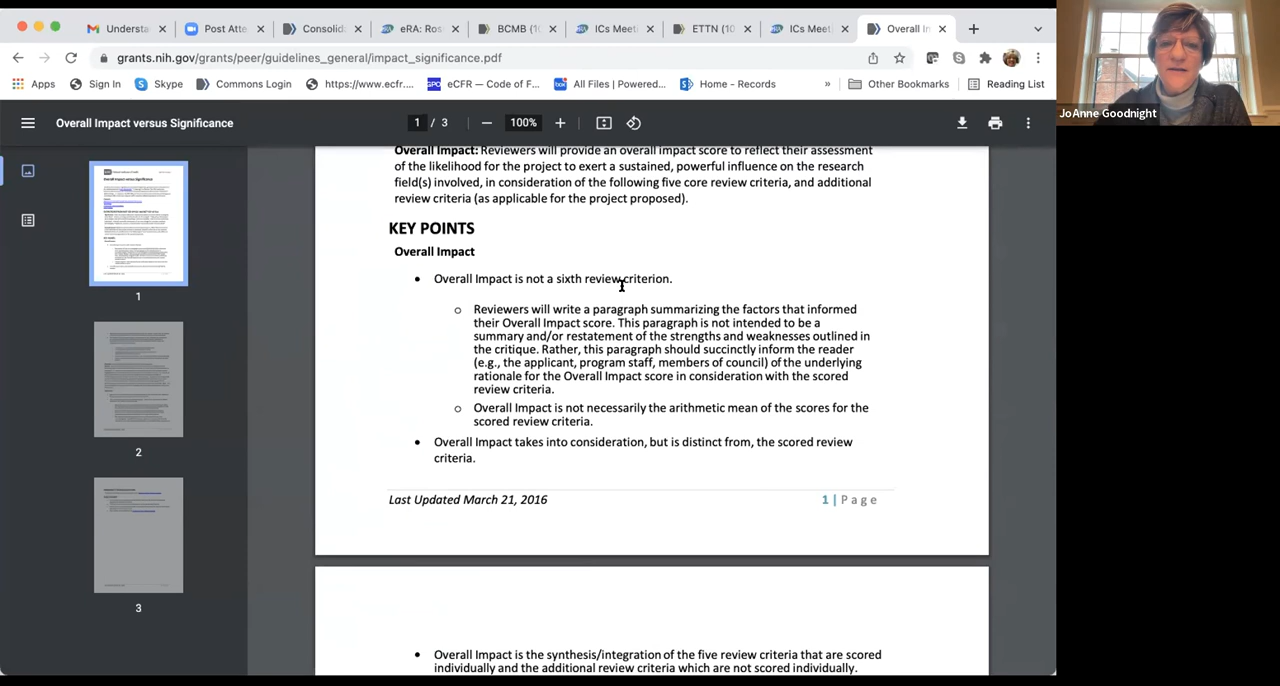 Understa
Post Atte
Consolid
eRA: Ros
BCMB (1
ICs Meeti
ETTN (10
ICs Meeti
Overall In
grants.nih.gov/grants/peer/guidelines_general/impact_significance.pdf
Apps
Sign In
Skype
Commons Login
https://www.ecfr....
eCFR — Code of F...
All Files | Powered...
Home - Records
»
Other Bookmarks
Reading List
JoAnne Goodnight
Overall Impact versus Significance
1 / 3
100%
1
2
3
Overall Impact: Reviewers will provide an overall impact score to reflect their assessment
of the likelihood for the project to exert a sustained, powerful influence on the research
field(s) involved, in consideration of the following five core review criteria, and additional
review criteria (as applicable for the project proposed).
KEY POINTS
Overall Impact
• Overall Impact is not a sixth review criterion.
o Reviewers will write a paragraph summarizing the factors that informed
their Overall Impact score. This paragraph is not intended to be a
summary and/or restatement of the strengths and weaknesses outlined in
the critique. Rather, this paragraph should succinctly inform the reader
(e.g., the applicant, program staff, members of council) of the underlying
rationale for the Overall Impact score in consideration with the scored
review criteria.
o Overall Impact is not necessarily the arithmetic mean of the scores for the
scored review criteria.
• Overall Impact takes into consideration, but is distinct from, the scored review
criteria.
Last Updated March 21, 2016
1 | Page
• Overall Impact is the synthesis/integration of the five review criteria that are scored
individually and the additional review criteria which are not scored individually.